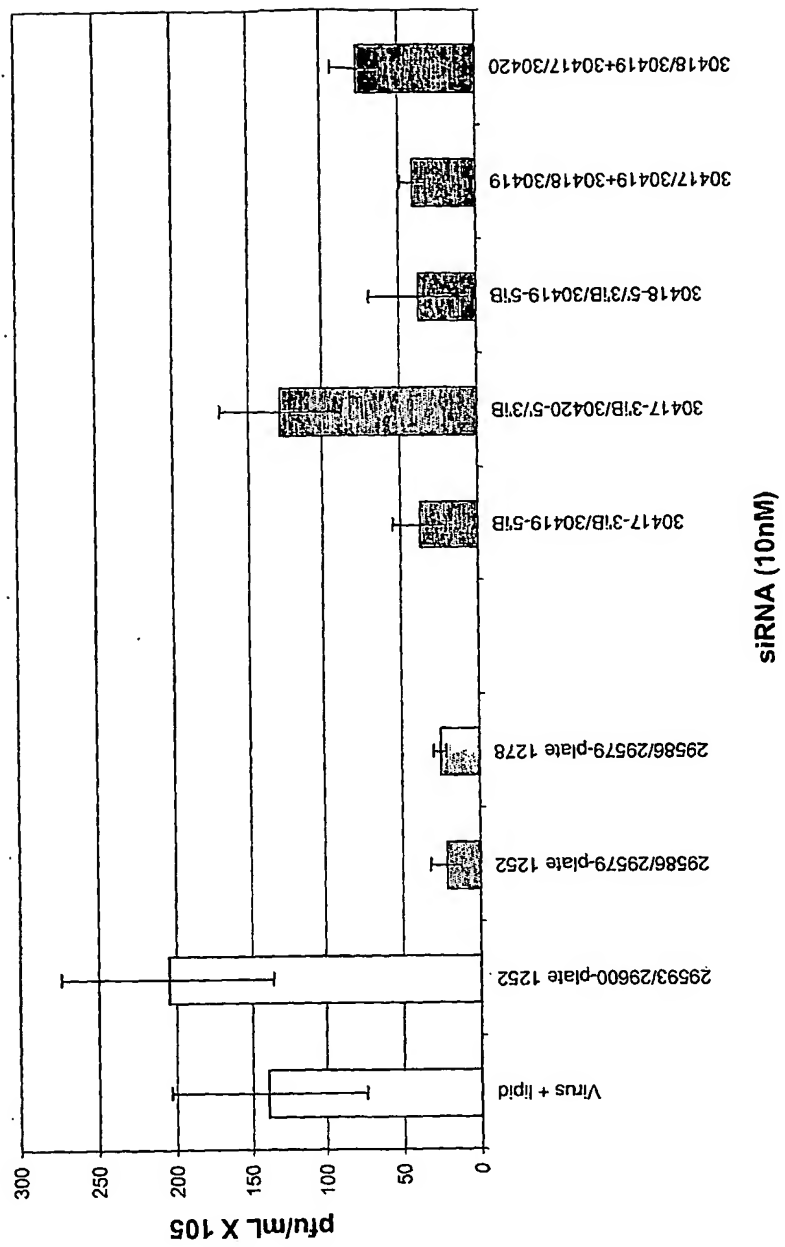 pfu/mL X 105
300
250
200
150
100
50
0
Virus + lipid
29593/29600-plate 1252
29586/29579-plate 1252
29586/29579-plate 1278
30417-3'iB/30419-5'iB
30417-3'iB/30420-5'/3'iB
30418-5'/3'iB/30419-5'iB
30417/30419+30418/30419
30418/30419+30417/30420
siRNA (10nM)